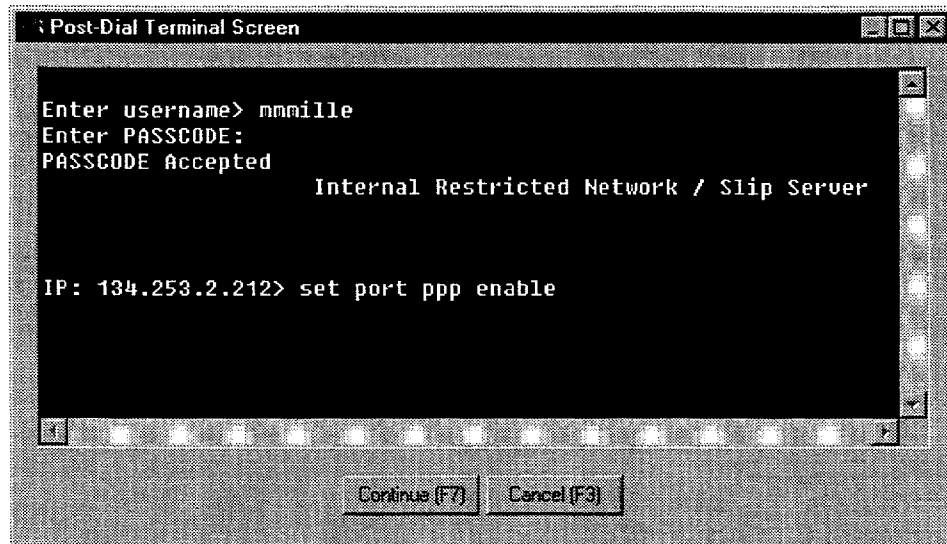 Post-Dial Terminal Screen
Enter username> mmmille
Enter PASSCODE:
PASSCODE Accepted
Internal Restricted Network / Slip Server
IP: 134.253.2.212> set port ppp enable
Continue (F7) Cancel (F3)